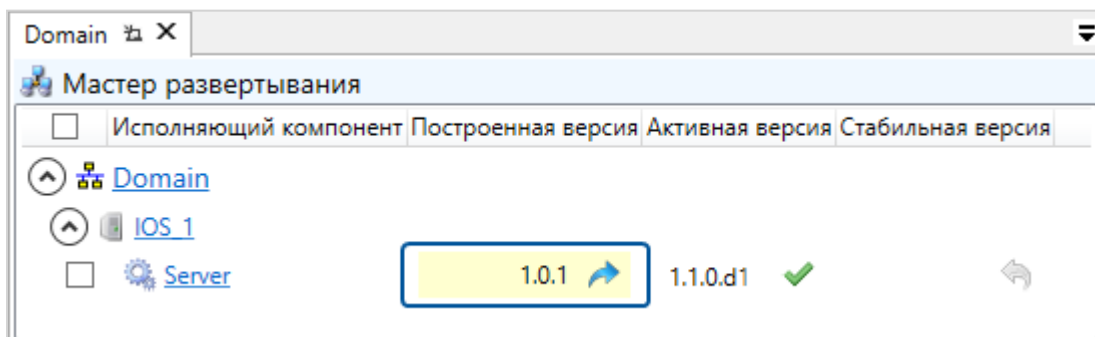 Domain
Мастер развертывания
Исполняющий компонент Построенная версия Активная версия Стабильная версия
Domain
IOS_1
Server 1.0.1 1.1.0.d1